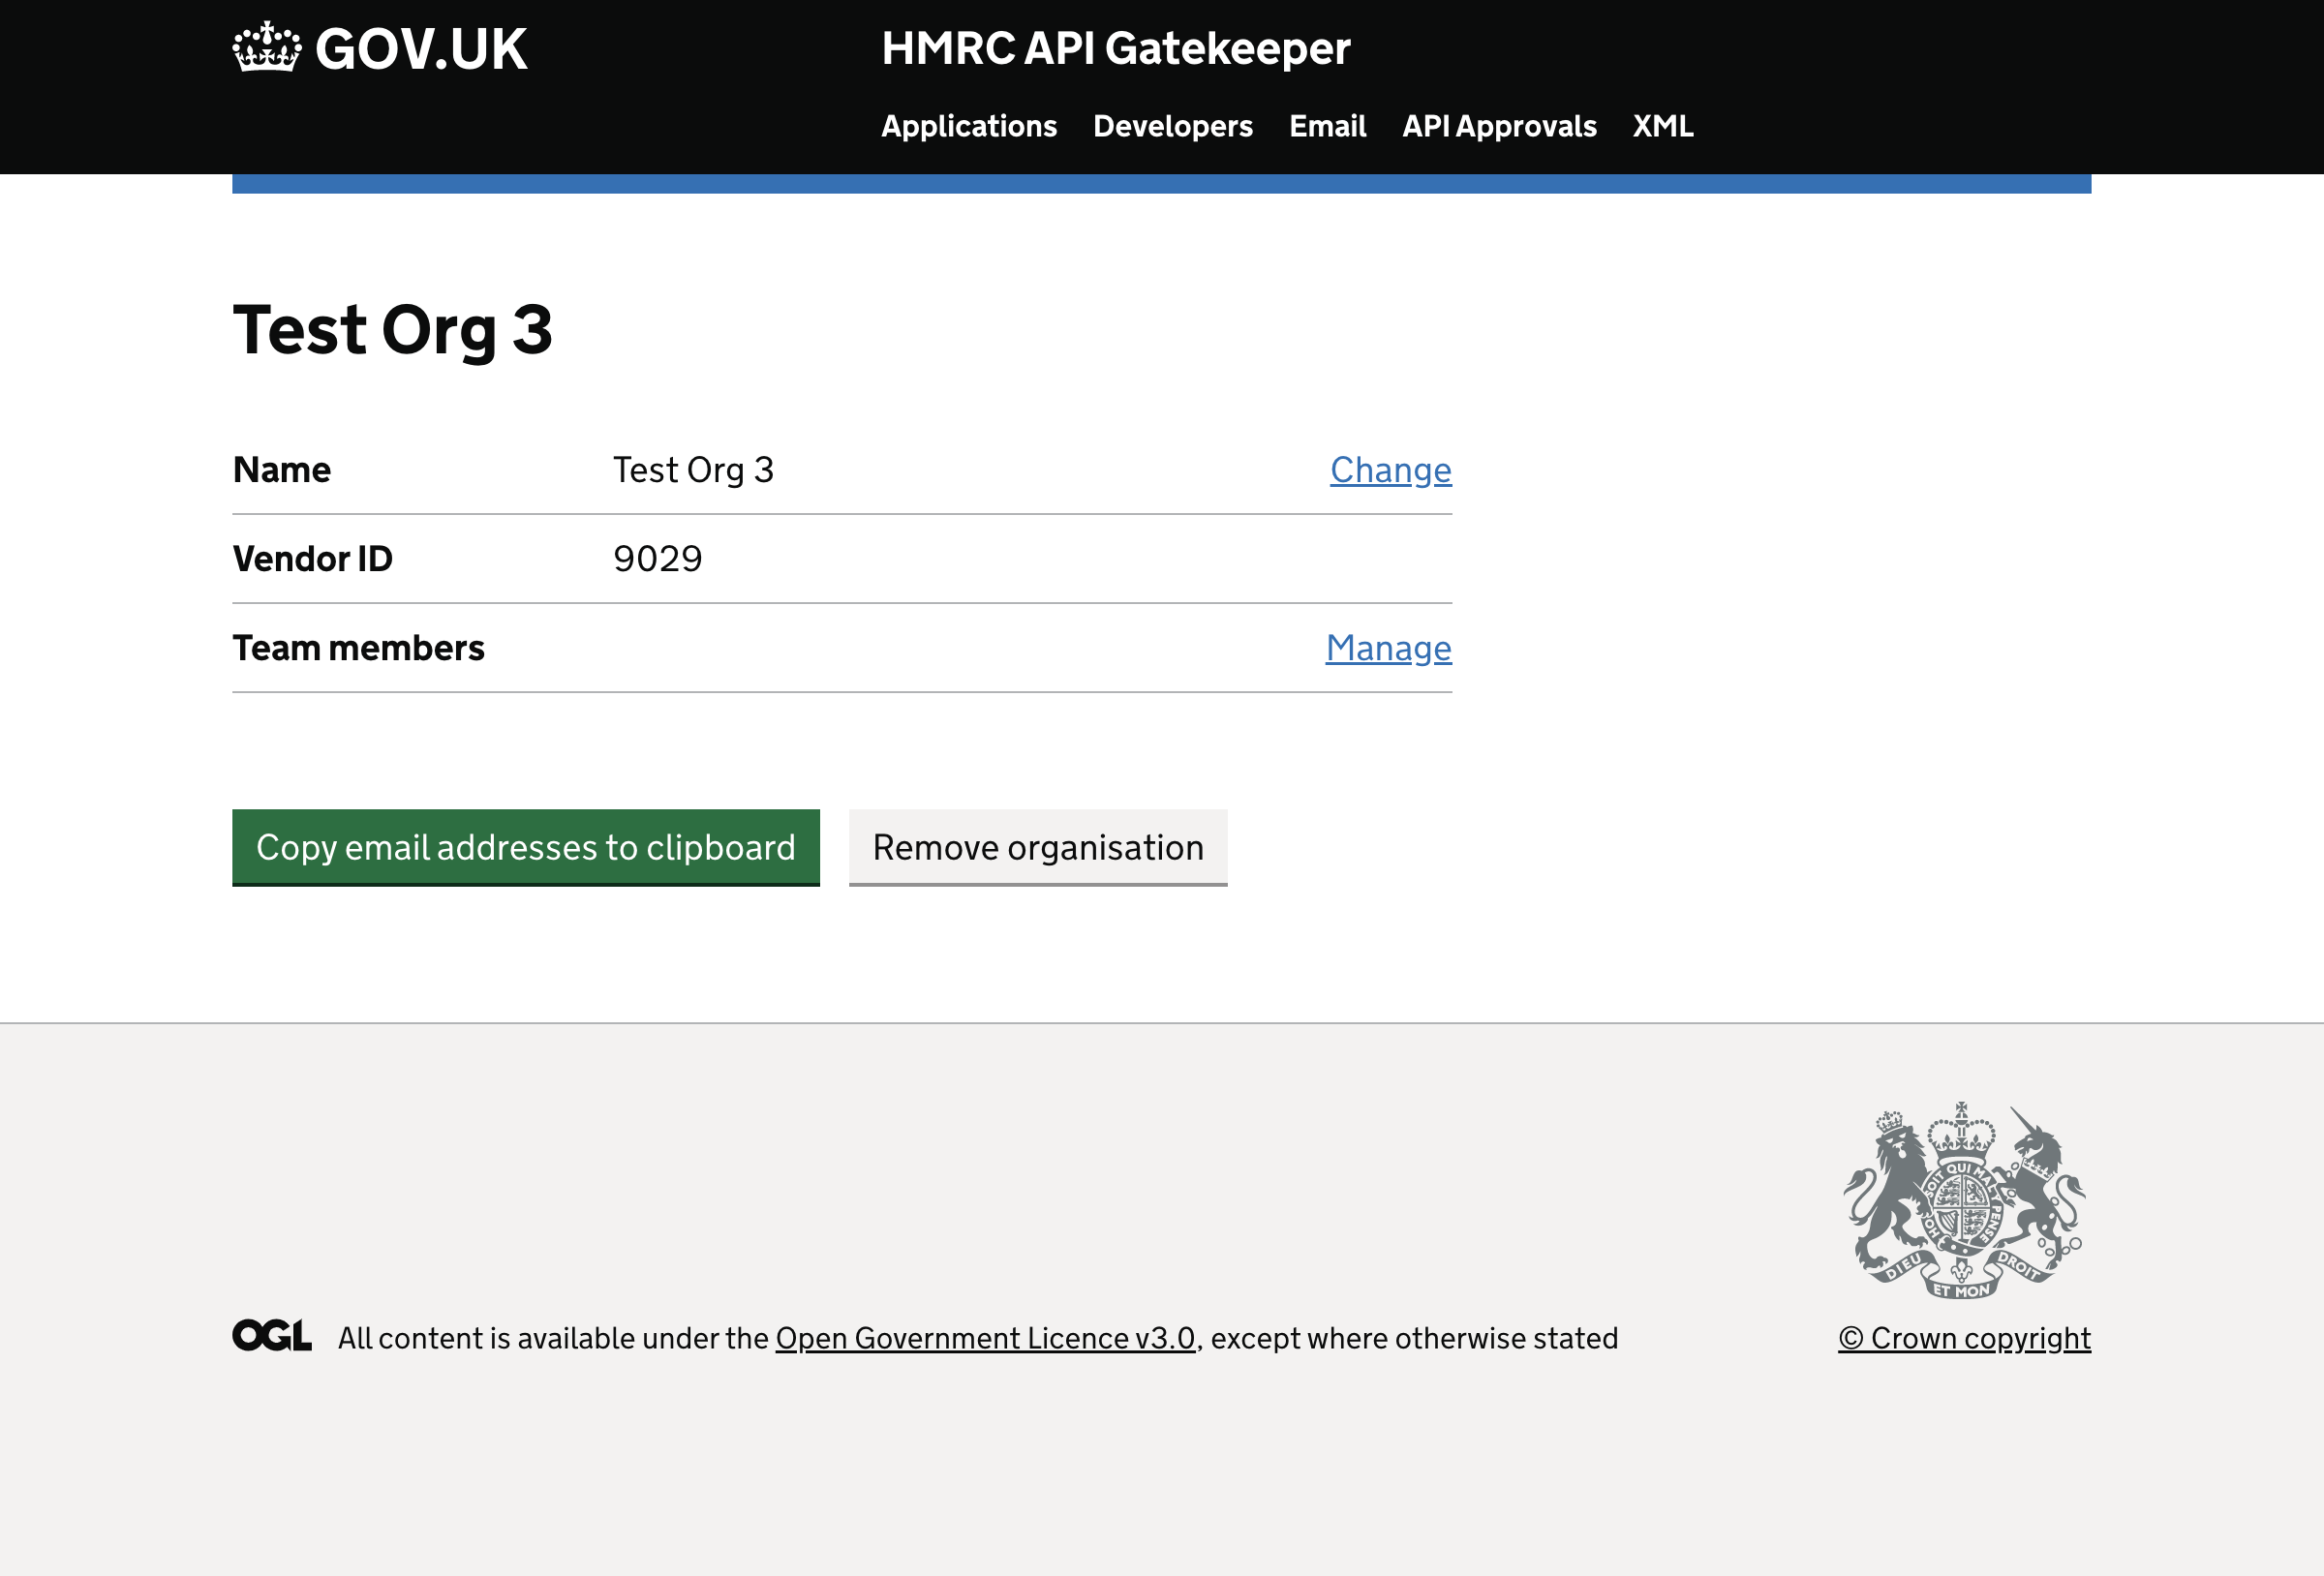 GOV.UK
HMRC API Gatekeeper
Applications Developers Email API Approvals XML
Test Org 3
Name Test Org 3 Change
Vendor ID 9029
Team members Manage
Copy email addresses to clipboard Remove organisation
SOIT QUI MAL Y PENSE
DIEU ET MON DROIT
OGL All content is available under the Open Government Licence v3.0, except where otherwise stated
© Crown copyright